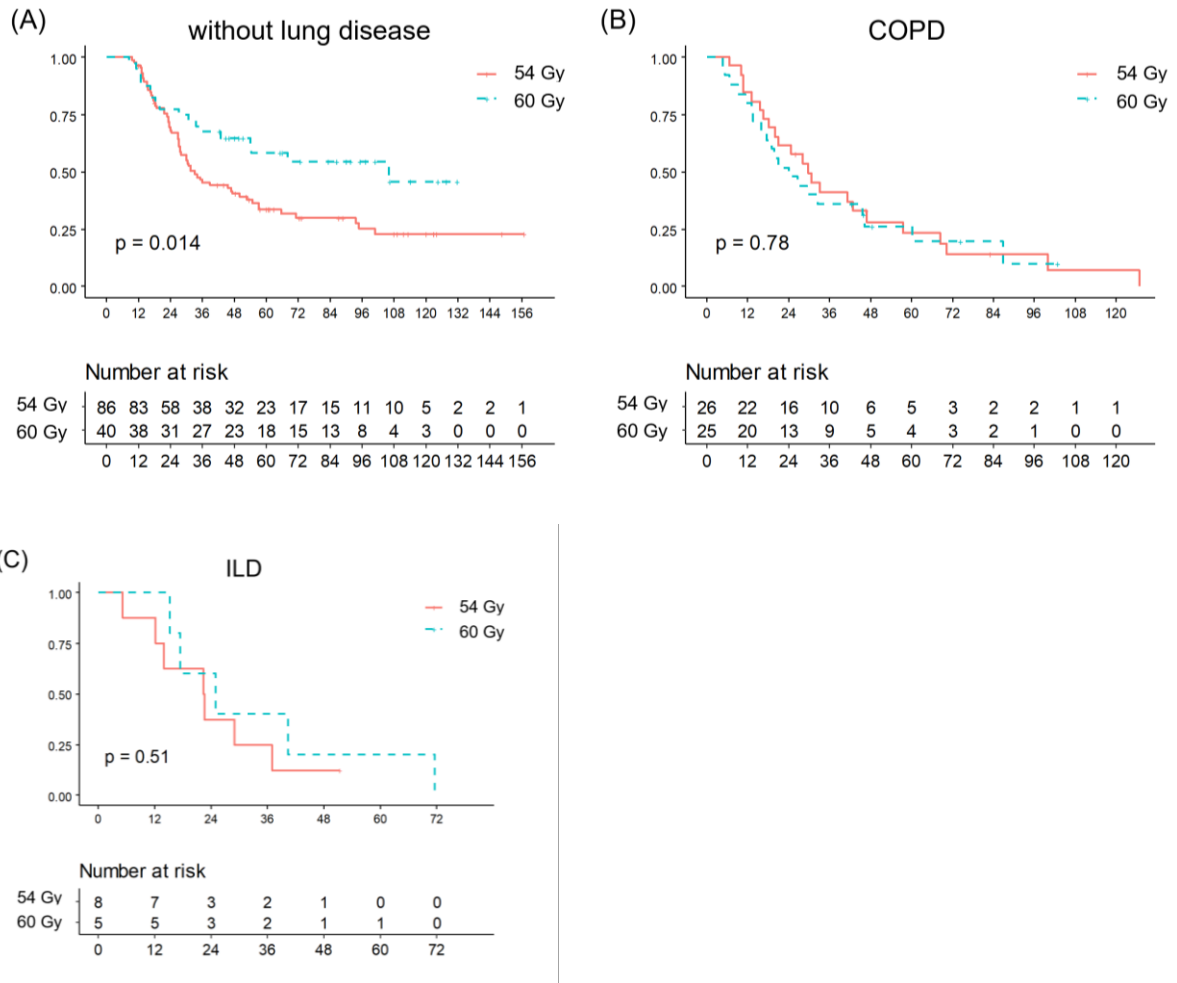 (A)
without lung disease
1.00
0.75
0.50
0.25
0.00
54 Gy
60 Gy
p = 0.014
0 12 24 36 48 60 72 84 96 108 120 132 144 156
Number at risk
54 Gy 86 83 58 38 32 23 17 15 11 10 5 2 2 1
60 Gy 40 38 31 27 23 18 15 13 8 4 3 0 0 0
0 12 24 36 48 60 72 84 96 108 120 132 144 156
(B)
COPD
1.00
0.75
0.50
0.25
0.00
54 Gy
60 Gy
p = 0.78
0 12 24 36 48 60 72 84 96 108 120
Number at risk
54 Gy 26 22 16 10 6 5 3 2 2 1 1
60 Gy 25 20 13 9 5 4 3 2 1 0 0
0 12 24 36 48 60 72 84 96 108 120
(C)
ILD
1.00
0.75
0.50
0.25
0.00
54 Gy
60 Gy
p = 0.51
0 12 24 36 48 60 72
Number at risk
54 Gy 8 7 3 2 1 0 0
60 Gy 5 5 3 2 1 1 0
0 12 24 36 48 60 72